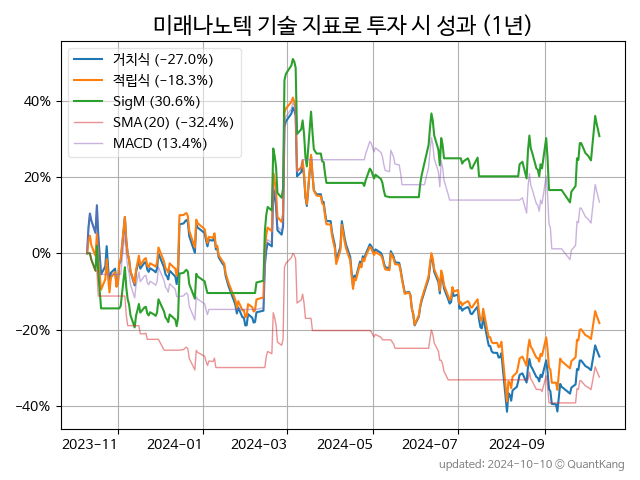 미래나노텍 기술 지표로 투자 시 성과 (1년)
거치식 (-27.0%)
적립식 (-18.3%)
SigM (30.6%)
SMA(20) (-32.4%)
MACD (13.4%)
40%
20%
0%
-20%
-40%
2023-11 2024-01 2024-03 2024-05 2024-07 2024-09
updated: 2024-10-10 © QuantKang